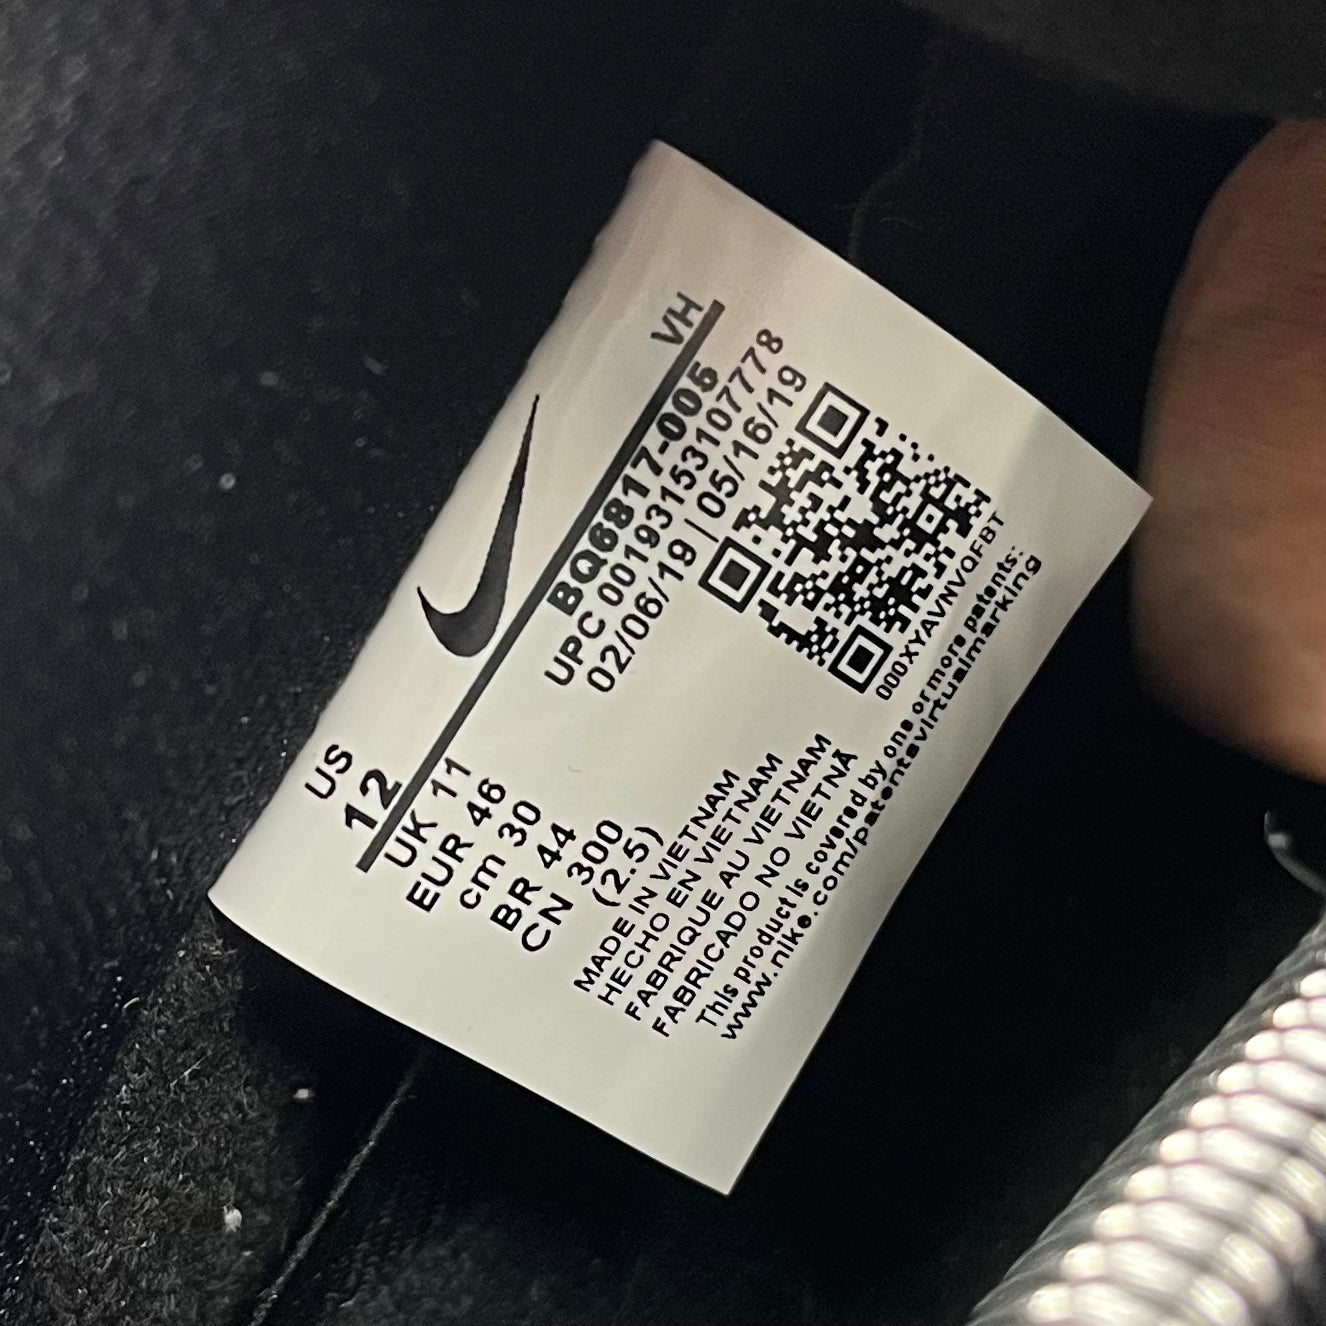 US
12
VH
UK 11
EUR 46
cm 30
BR 44
CN 300
(2.5)
BQ6817-005
UPC 00193153107778
02/06/19 | 05/16/19
000XYAVNVQFBT
MADE IN VIETNAM
HECHO EN VIETNAM
FABRIQUE AU VIETNAM
FABRICADO NO VIETNÃ
This product is covered by one or more patents:
www.nike.com/patentsvirtualmarking